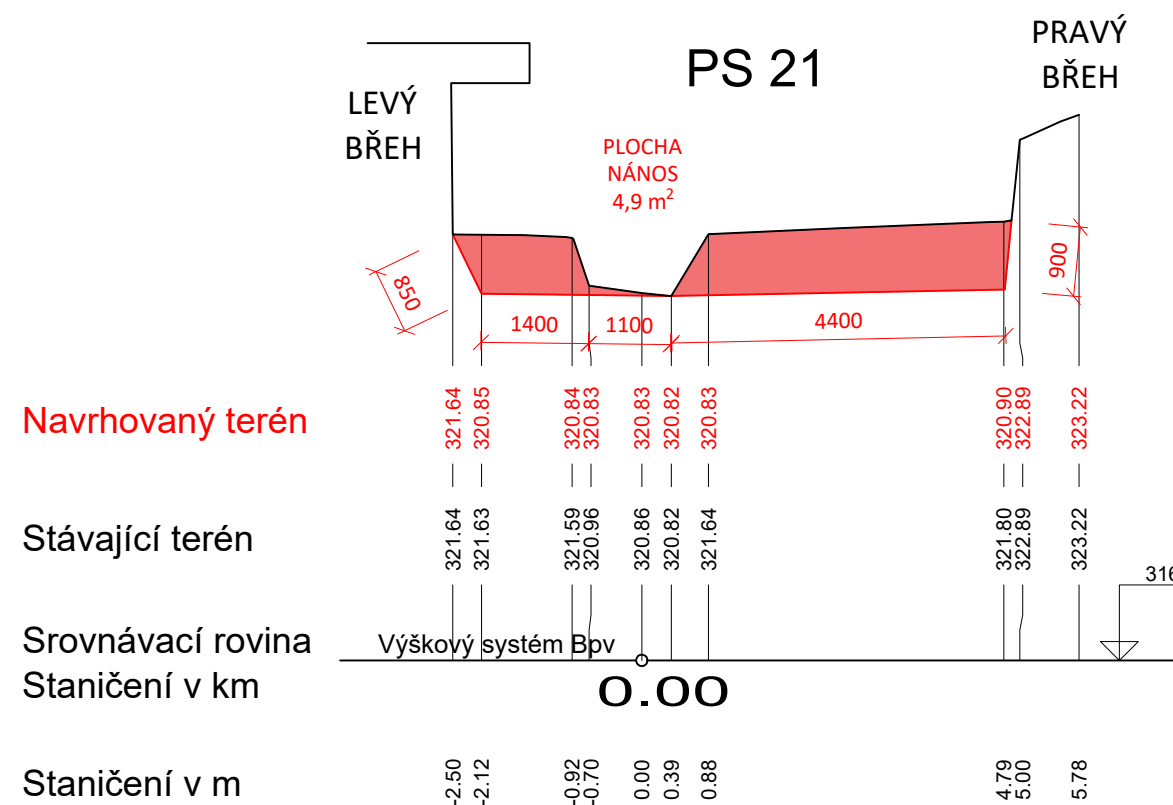 PS 21
LEVÝ
BŘEH
PRAVÝ
BŘEH
PLOCHA
NÁNOS
4,9 m²
850
1400
1100
4400
900
Navrhovaný terén
321.64
320.85
320.84
320.83
320.83
320.82
320.83
320.90
322.89
323.22
Stávající terén
321.64
321.63
321.59
320.96
320.86
320.82
321.64
321.80
322.89
323.22
316
Srovnávací rovina
Výškový systém Bpv
Staničení v km
0.00
Staničení v m
-2.50
-2.12
-0.92
-0.70
0.00
0.39
0.88
4.79
5.00
5.78